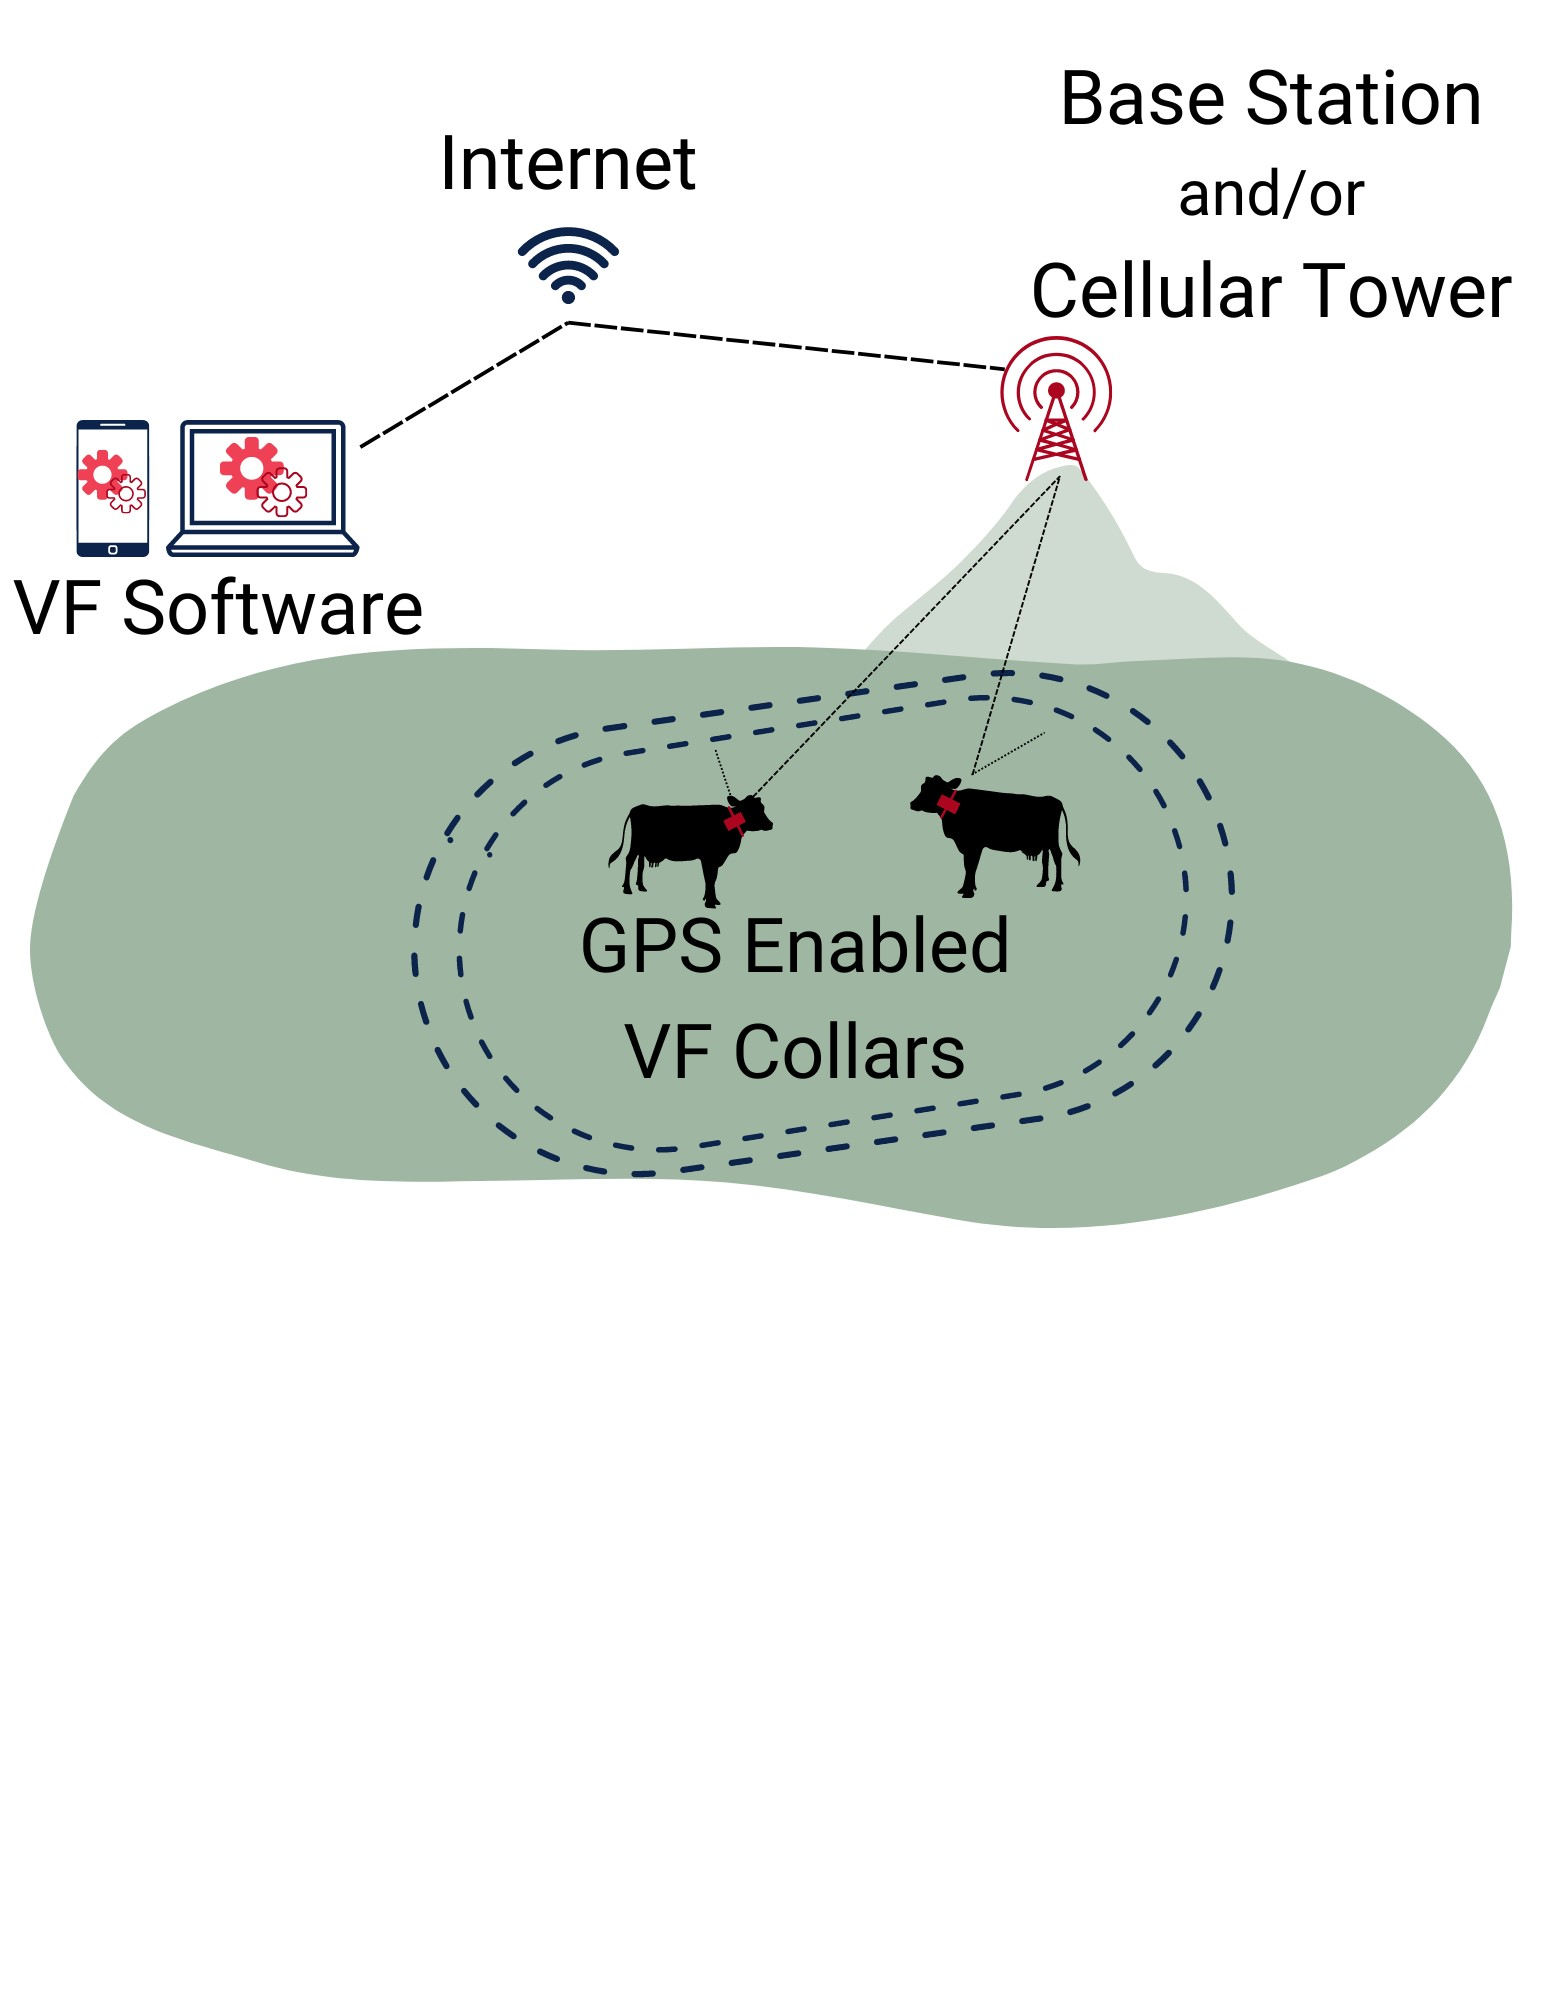 Base Station
and/or
Cellular Tower
Internet
VF Software
GPS Enabled
VF Collars